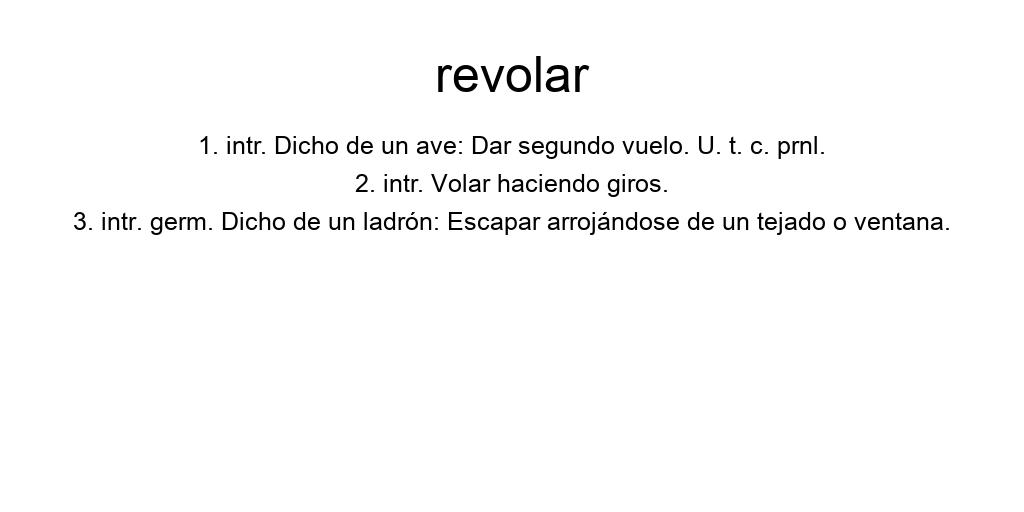 revolar
1. intr. Dicho de un ave: Dar segundo vuelo. U. t. c. prnl.
2. intr. Volar haciendo giros.
3. intr. germ. Dicho de un ladrón: Escapar arrojándose de un tejado o ventana.